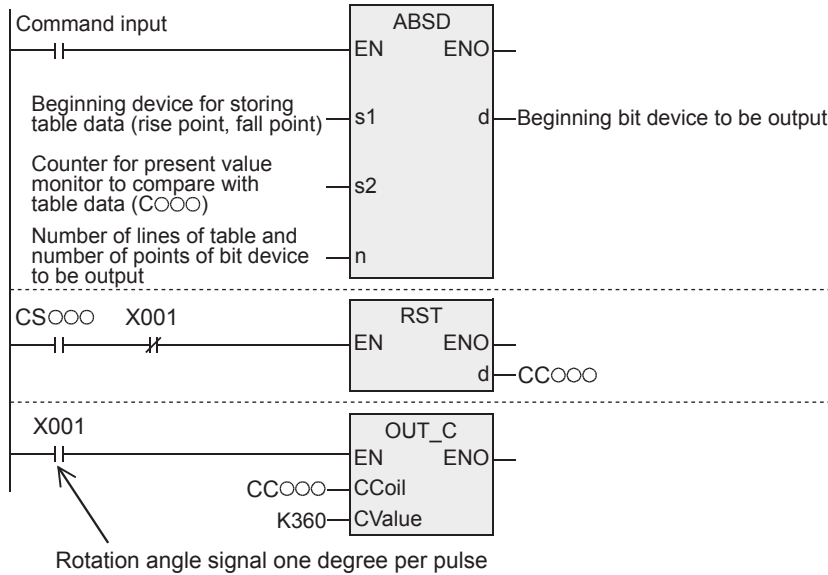 Command input
ABSD
EN ENO
Beginning device for storing
table data (rise point, fall point)
s1
d
Beginning bit device to be output
Counter for present value
monitor to compare with
table data (C○○○)
s2
Number of lines of table and
number of points of bit device
to be output
n
CS○○○ X001
RST
EN ENO
d
CC○○○
X001
OUT_C
EN ENO
CC○○○ CCoil
K360 CValue
Rotation angle signal one degree per pulse